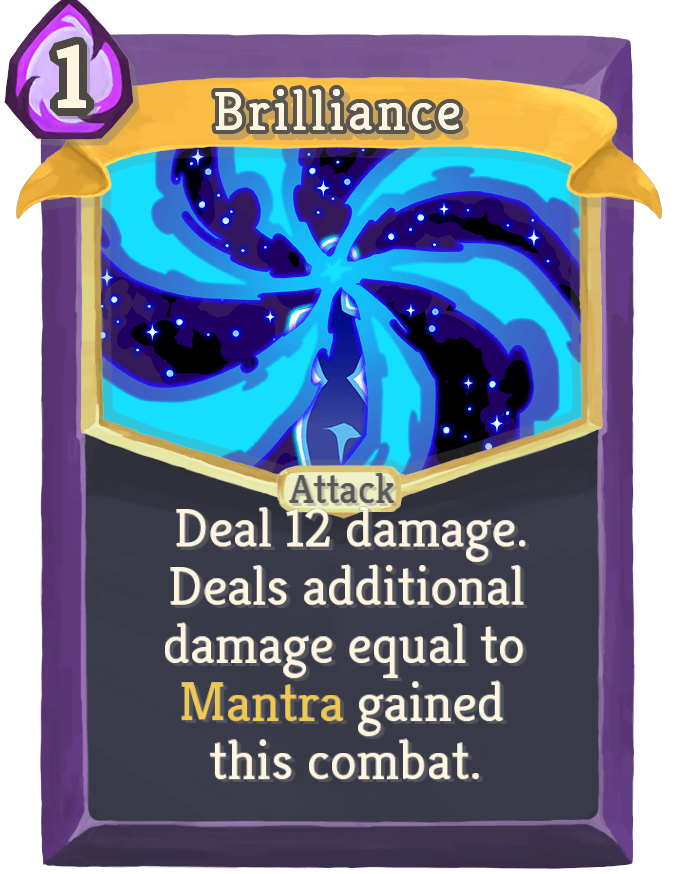 1
Brilliance
Attack
Deal 12 damage.
Deals additional
damage equal to
Mantra gained
this combat.